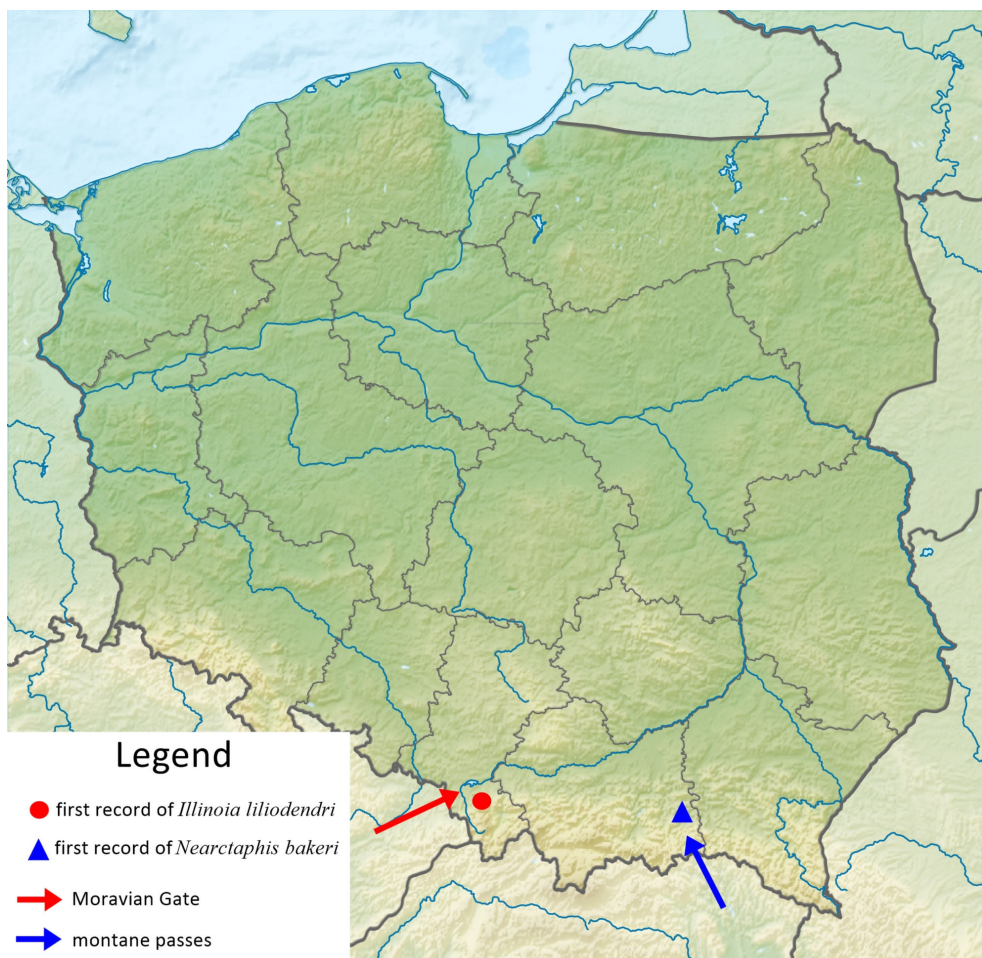 Legend
first record of Illinoia liliodendri
first record of Nearctaphis bakeri
Moravian Gate
montane passes